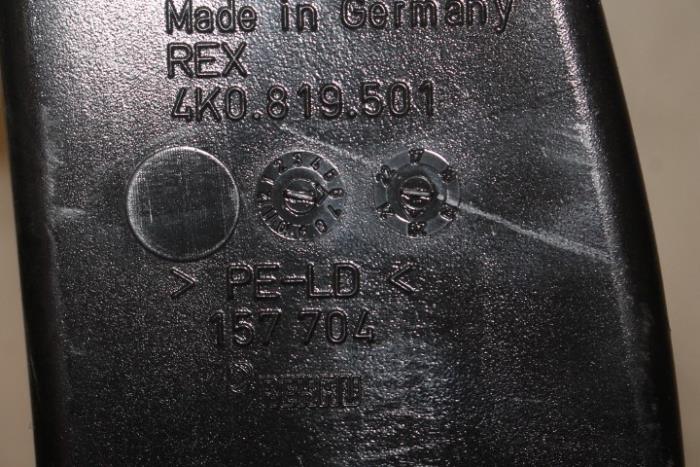 Made in Germany
REX
4K0.819.501
> PE-LD <
157 704